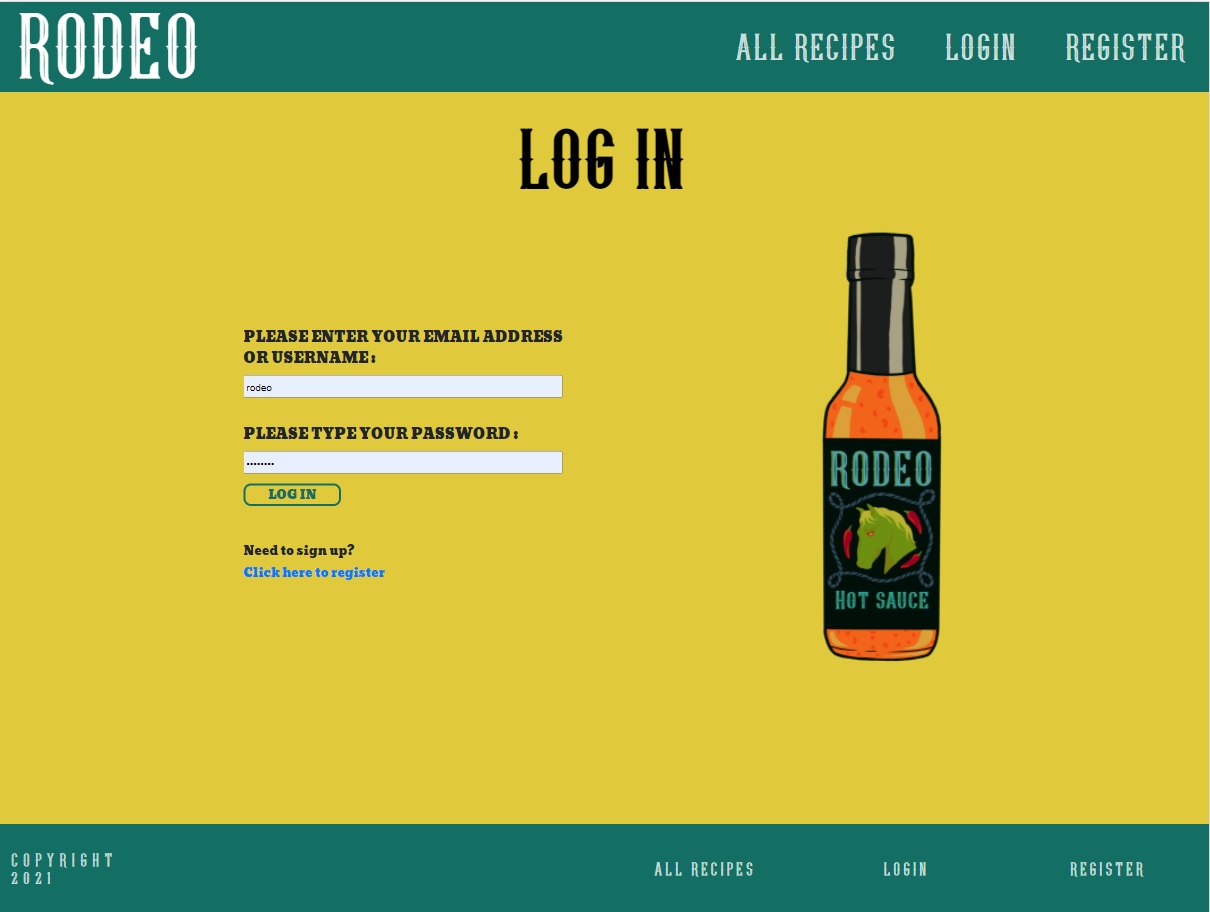 RODEO
ALL RECIPES LOGIN REGISTER
LOG IN
PLEASE ENTER YOUR EMAIL ADDRESS
OR USERNAME :
rodeo
PLEASE TYPE YOUR PASSWORD :
........
LOG IN
Need to sign up?
Click here to register
RODEO
HOT SAUCE
COPYRIGHT
2021
ALL RECIPES LOGIN REGISTER